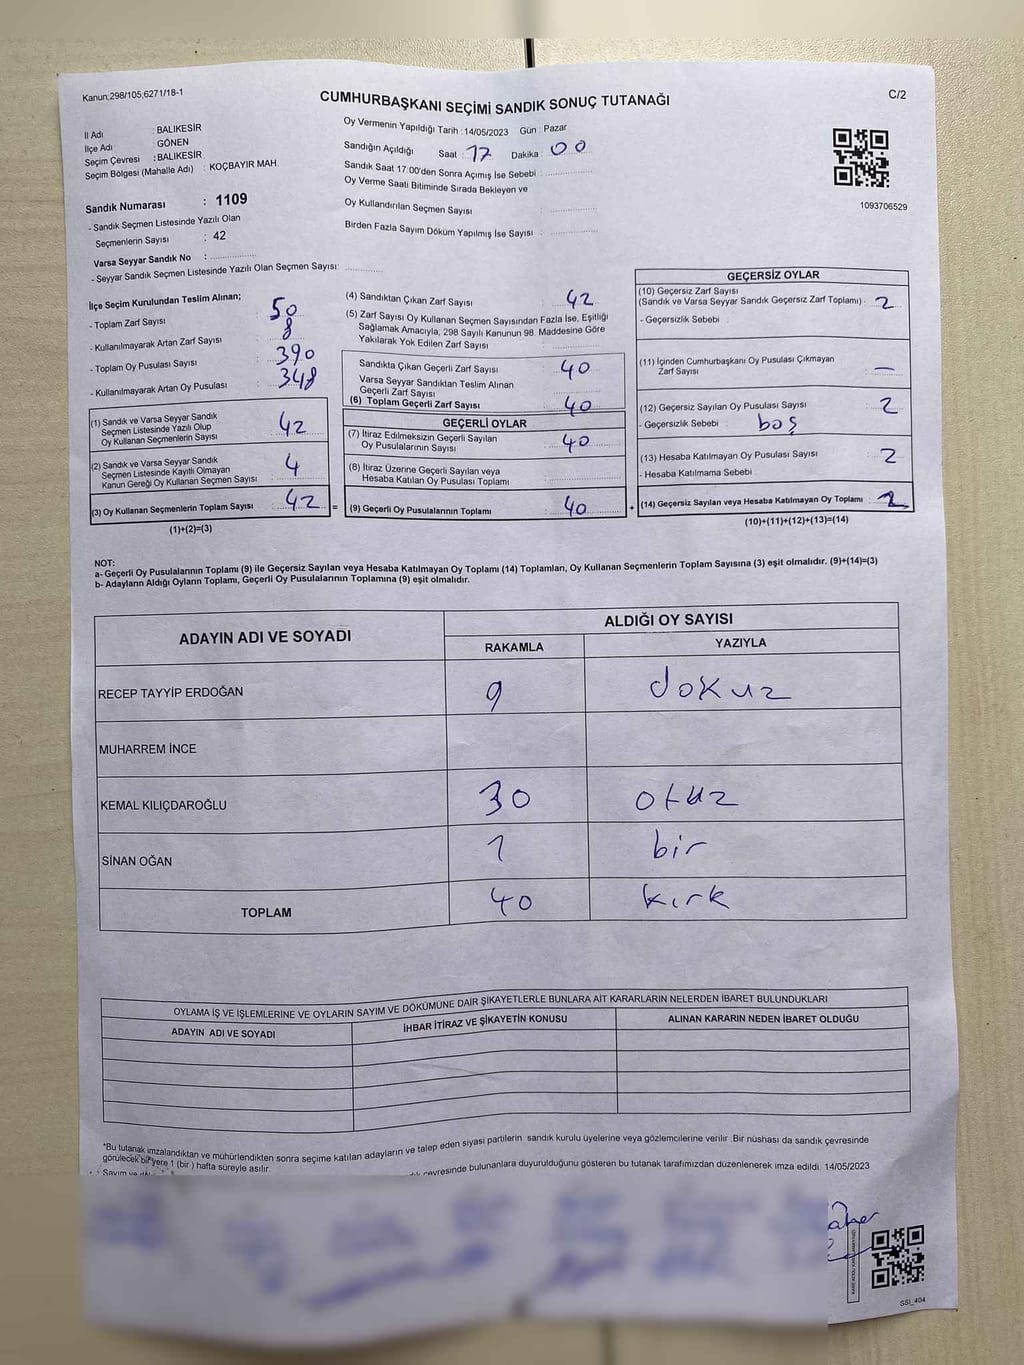 Kanun;298/105,6271/18-1
CUMHURBAŞKANI SEÇİMİ SANDIK SONUÇ TUTANAĞI
C/2
İl Adı : BALIKESİR
İlçe Adı : GÖNEN
Seçim Çevresi : BALIKESİR
Seçim Bölgesi (Mahalle Adı) : KOÇBAYIR MAH.
Sandık Numarası : 1109
- Sandık Seçmen Listesinde Yazılı Olan
Seçmenlerin Sayısı : 42
Varsa Seyyar Sandık No :
- Seyyar Sandık Seçmen Listesinde Yazılı Olan Seçmen Sayısı:
Oy Vermenin Yapıldığı Tarih :14/05/2023 Gün : Pazar
Sandığın Açıldığı Saat : 17 Dakika : 00
Sandık Saat 17:00'den Sonra Açımış İse Sebebi :
Oy Verme Saati Bitiminde Sırada Bekleyen ve
Oy Kullandırılan Seçmen Sayısı :
Birden Fazla Sayım Döküm Yapılmış İse Sayısı :
1093706529
İlçe Seçim Kurulundan Teslim Alınan;
- Toplam Zarf Sayısı : 50
- Kullanılmayarak Artan Zarf Sayısı : 8
- Toplam Oy Pusulası Sayısı : 390
- Kullanılmayarak Artan Oy Pusulası : 348
(1) Sandık ve Varsa Seyyar Sandık
Seçmen Listesinde Yazılı Olup
Oy Kullanan Seçmenlerin Sayısı : 42
(2) Sandık ve Varsa Seyyar Sandık
Seçmen Listesinde Kayıtlı Olmayan
Kanun Gereği Oy Kullanan Seçmen Sayısı : 4
(3) Oy Kullanan Seçmenlerin Toplam Sayısı : 42 =
(1)+(2)=(3)
(4) Sandıktan Çıkan Zarf Sayısı : 42
(5) Zarf Sayısı Oy Kullanan Seçmen Sayısından Fazla İse, Eşitliği
Sağlamak Amacıyla, 298 Sayılı Kanunun 98. Maddesine Göre
Yakılarak Yok Edilen Zarf Sayısı :
Sandıkta Çıkan Geçerli Zarf Sayısı : 40
Varsa Seyyar Sandıktan Teslim Alınan
Geçerli Zarf Sayısı :
(6) Toplam Geçerli Zarf Sayısı : 40
GEÇERLİ OYLAR
(7) İtiraz Edilmeksizin Geçerli Sayılan
Oy Pusulalarının Sayısı : 40
(8) İtiraz Üzerine Geçerli Sayılan veya
Hesaba Katılan Oy Pusulası Toplamı :
(9) Geçerli Oy Pusulalarının Toplamı : 40 +
GEÇERSİZ OYLAR
(10) Geçersiz Zarf Sayısı
(Sandık ve Varsa Seyyar Sandık Geçersiz Zarf Toplamı) : 2
- Geçersizlik Sebebi :
(11) İçinden Cumhurbaşkanı Oy Pusulası Çıkmayan
Zarf Sayısı : —
(12) Geçersiz Sayılan Oy Pusulası Sayısı : 2
- Geçersizlik Sebebi : boş
(13) Hesaba Katılmayan Oy Pusulası Sayısı : 2
- Hesaba Katılmama Sebebi :
(14) Geçersiz Sayılan veya Hesaba Katılmayan Oy Toplamı : 2
(10)+(11)+(12)+(13)=(14)
NOT:
a- Geçerli Oy Pusulalarının Toplamı (9) ile Geçersiz Sayılan veya Hesaba Katılmayan Oy Toplamı (14) Toplamları, Oy Kullanan Seçmenlerin Toplam Sayısına (3) eşit olmalıdır. (9)+(14)=(3)
b- Adayların Aldığı Oyların Toplamı, Geçerli Oy Pusulalarının Toplamına (9) eşit olmalıdır.
ADAYIN ADI VE SOYADI
ALDIĞI OY SAYISI
RAKAMLA YAZIYLA
RECEP TAYYİP ERDOĞAN 9 dokuz
MUHARREM İNCE
KEMAL KILIÇDAROĞLU 30 otuz
SİNAN OĞAN 1 bir
TOPLAM 40 kırk
OYLAMA İŞ VE İŞLEMLERİNE VE OYLARIN SAYIM VE DÖKÜMÜNE DAİR ŞİKAYETLERLE BUNLARA AİT KARARLARIN NELERDEN İBARET BULUNDUKLARI
ADAYIN ADI VE SOYADI İHBAR İTİRAZ VE ŞİKAYETİN KONUSU ALINAN KARARIN NEDEN İBARET OLDUĞU
*Bu tutanak imzalandıktan ve mühürlendikten sonra seçime katılan adayların ve talep eden siyasi partilerin sandık kurulu üyelerine veya gözlemcilerine verilir. Bir nüshası da sandık çevresinde
görülecek bir yere 1 (bir) hafta süreyle asılır.
Sayım ve çevresinde bulunanlara duyurulduğunu gösteren bu tutanak tarafımızdan düzenlenerek imza edildi. 14/05/2023
SSI_404